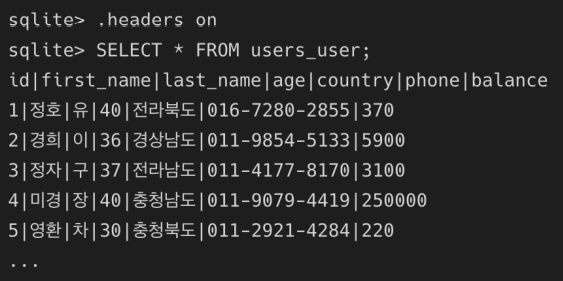 sqlite> .headers on
sqlite> SELECT * FROM users_user;
id|first_name|last_name|age|country|phone|balance
1|정호|유|40|전라북도|016-7280-2855|370
2|경희|이|36|경상남도|011-9854-5133|5900
3|정자|구|37|전라남도|011-4177-8170|3100
4|미경|장|40|충청남도|011-9079-4419|250000
5|영환|차|30|충청북도|011-2921-4284|220
...